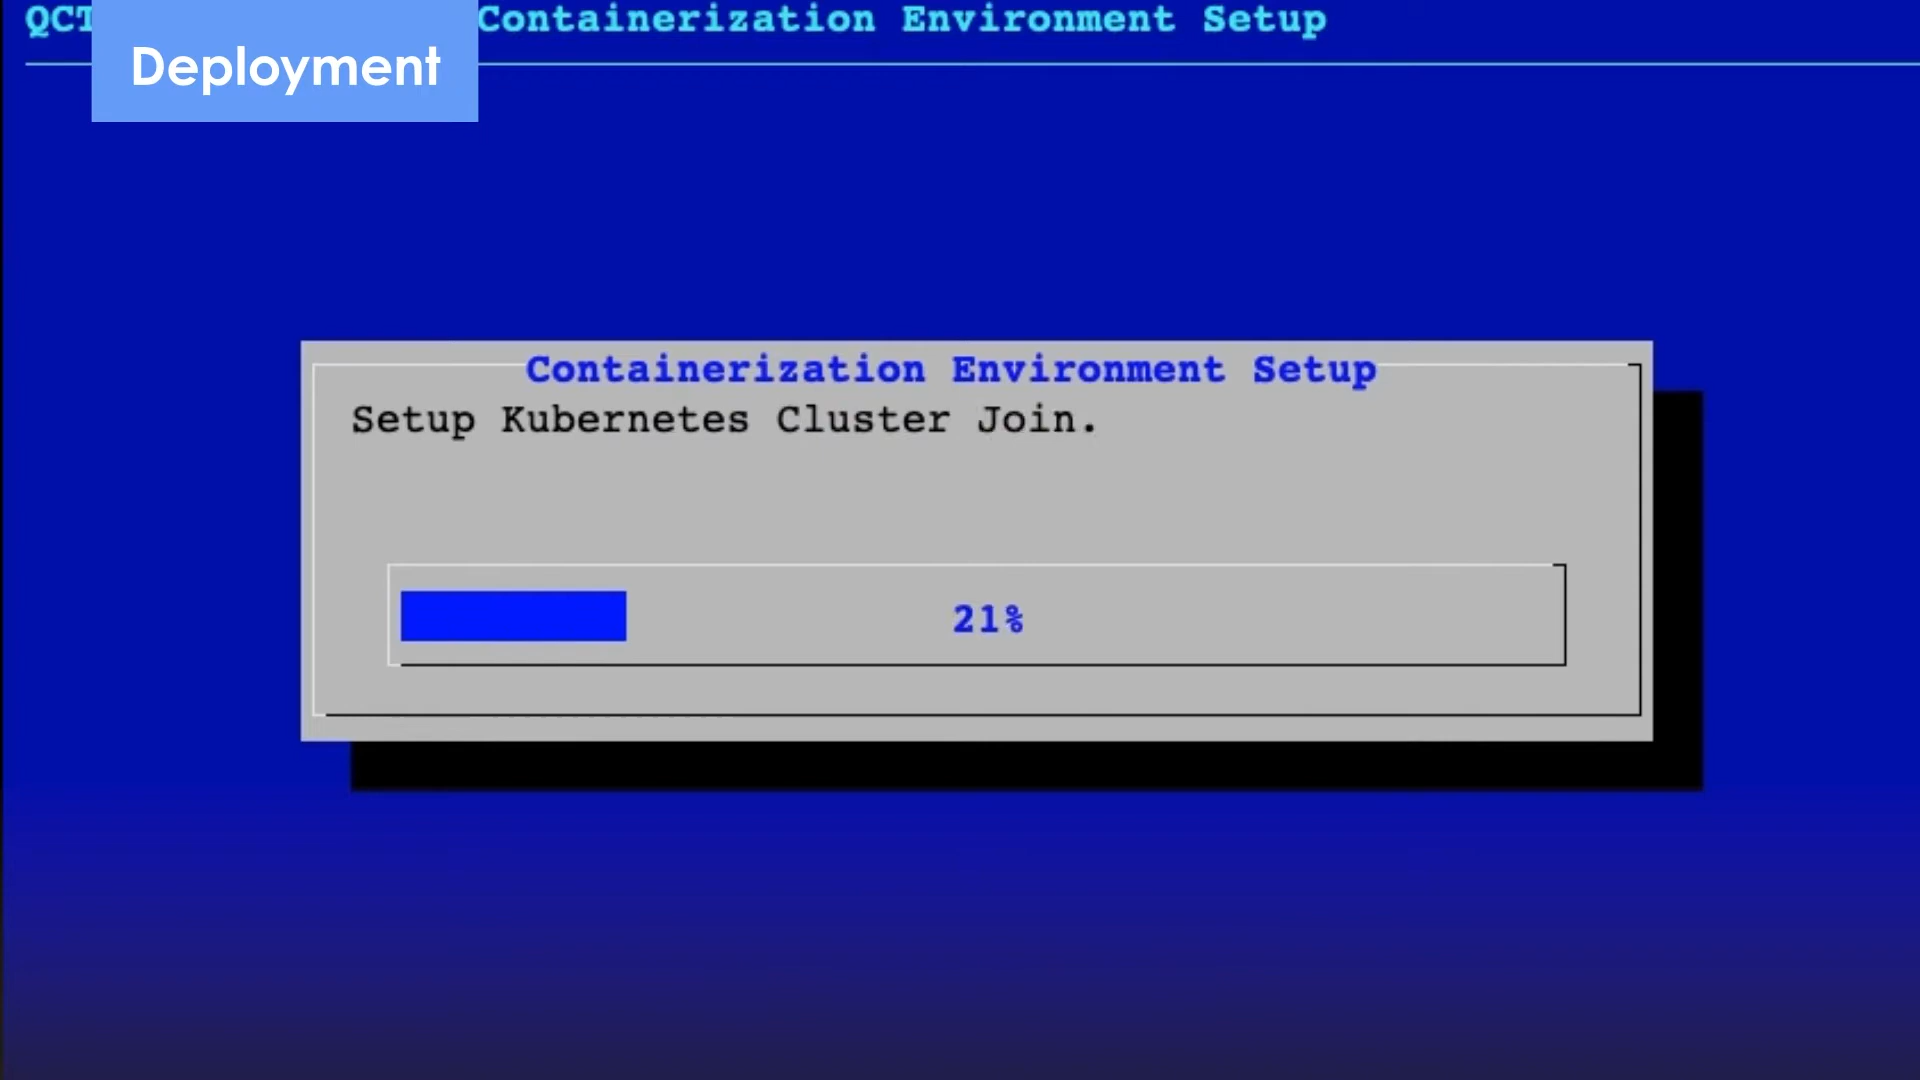 QCT Containerization Environment Setup
Deployment
Containerization Environment Setup
Setup Kubernetes Cluster Join.
21%